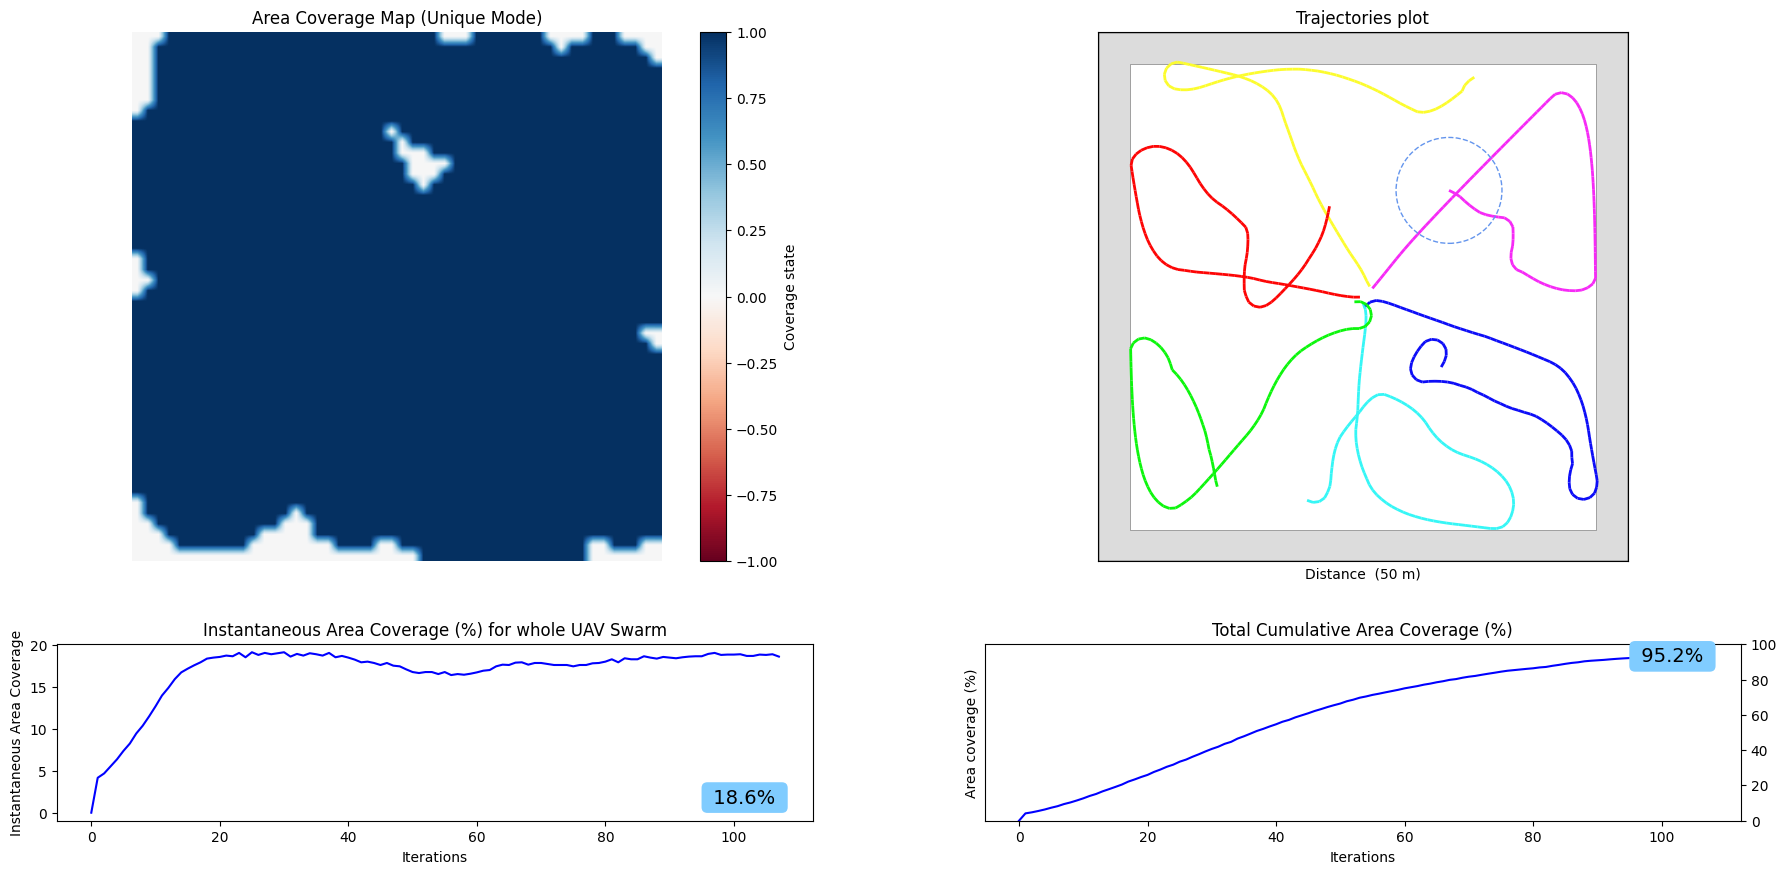 Area Coverage Map (Unique Mode)
1.00
0.75
0.50
0.25
0.00
−0.25
−0.50
−0.75
−1.00
Coverage state
Trajectories plot
Distance  (50 m)
Instantaneous Area Coverage (%) for whole UAV Swarm
Instantaneous Area Coverage
20
15
10
5
0
18.6%
0 20 40 60 80 100
Iterations
Total Cumulative Area Coverage (%)
Area coverage (%)
95.2%
100
80
60
40
20
0
0 20 40 60 80 100
Iterations